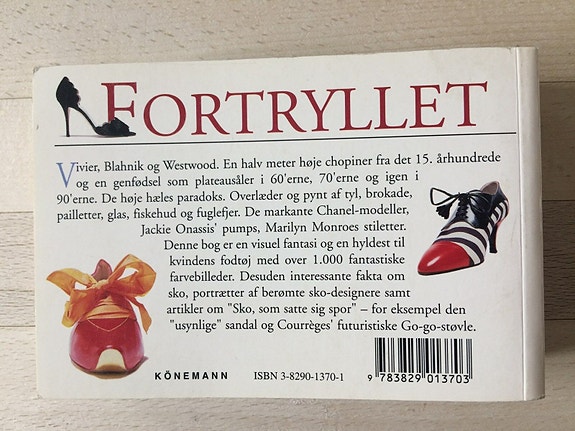 FORTRYLLET
Vivier, Blahnik og Westwood. En halv meter høje chopiner fra det 15. århundrede
og en genfødsel som plateausåler i 60'erne, 70'erne og igen i
90'erne. De høje hæles paradoks. Overlæder og pynt af tyl, brokade,
pailletter, glas, fiskehud og fuglefjer. De markante Chanel-modeller,
Jackie Onassis' pumps, Marilyn Monroes stiletter.
Denne bog er en visuel fantasi og en hyldest til
kvindens fodtøj med over 1.000 fantastiske
farvebilleder. Desuden interessante fakta om
sko, portrætter af berømte sko-designere samt
artikler om "Sko, som satte sig spor" – for eksempel den
"usynlige" sandal og Courrèges' futuristiske Go-go-støvle.
KÖNEMANN
ISBN 3-8290-1370-1
9 783829 013703